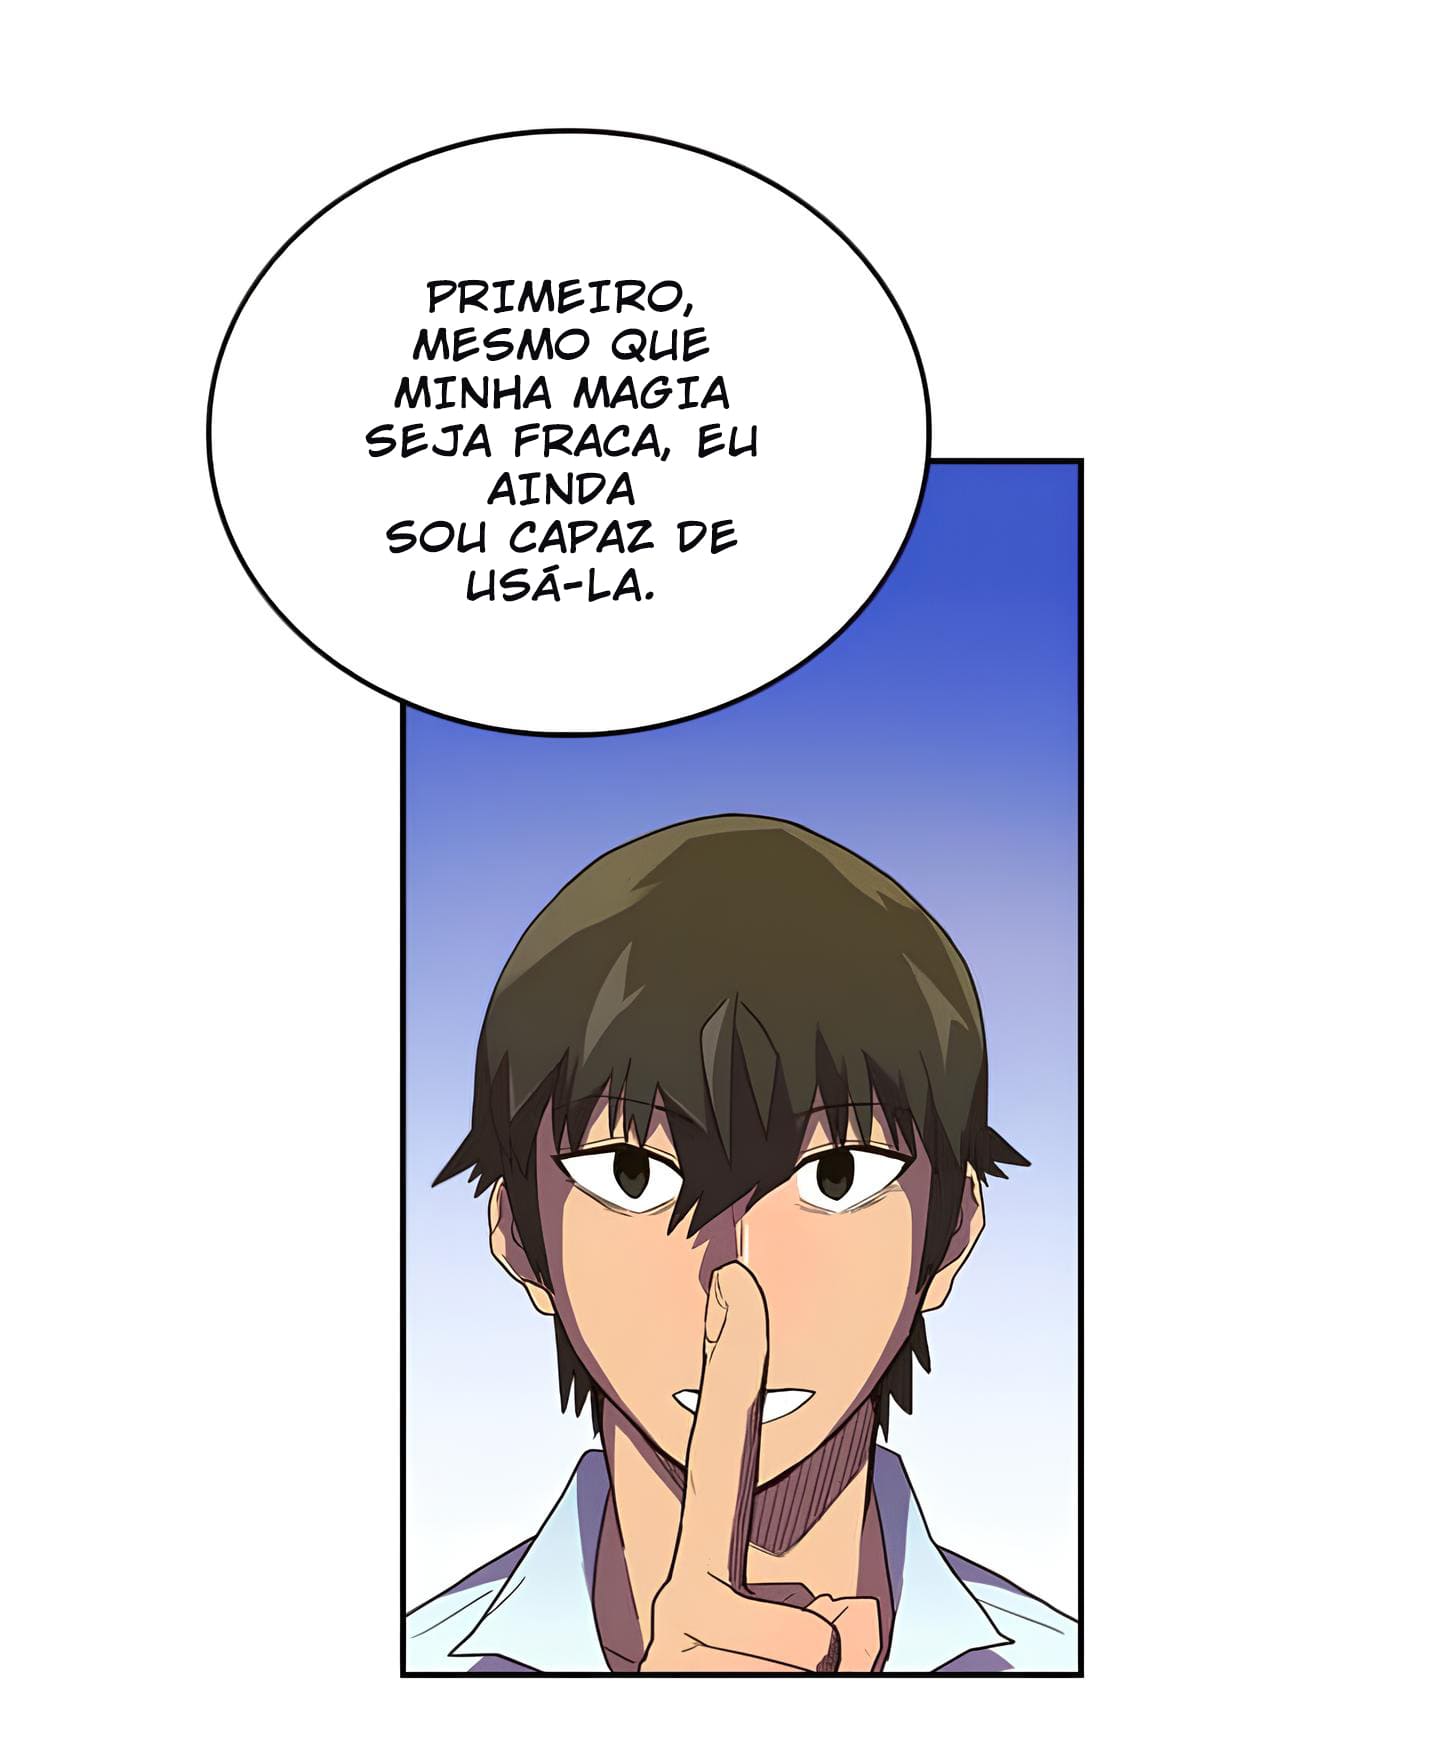 PRIMEIRO,
MESMO QUE
MINHA MAGIA
SEJA FRACA, EU
AINDA
SOU CAPAZ DE
USÁ-LA.